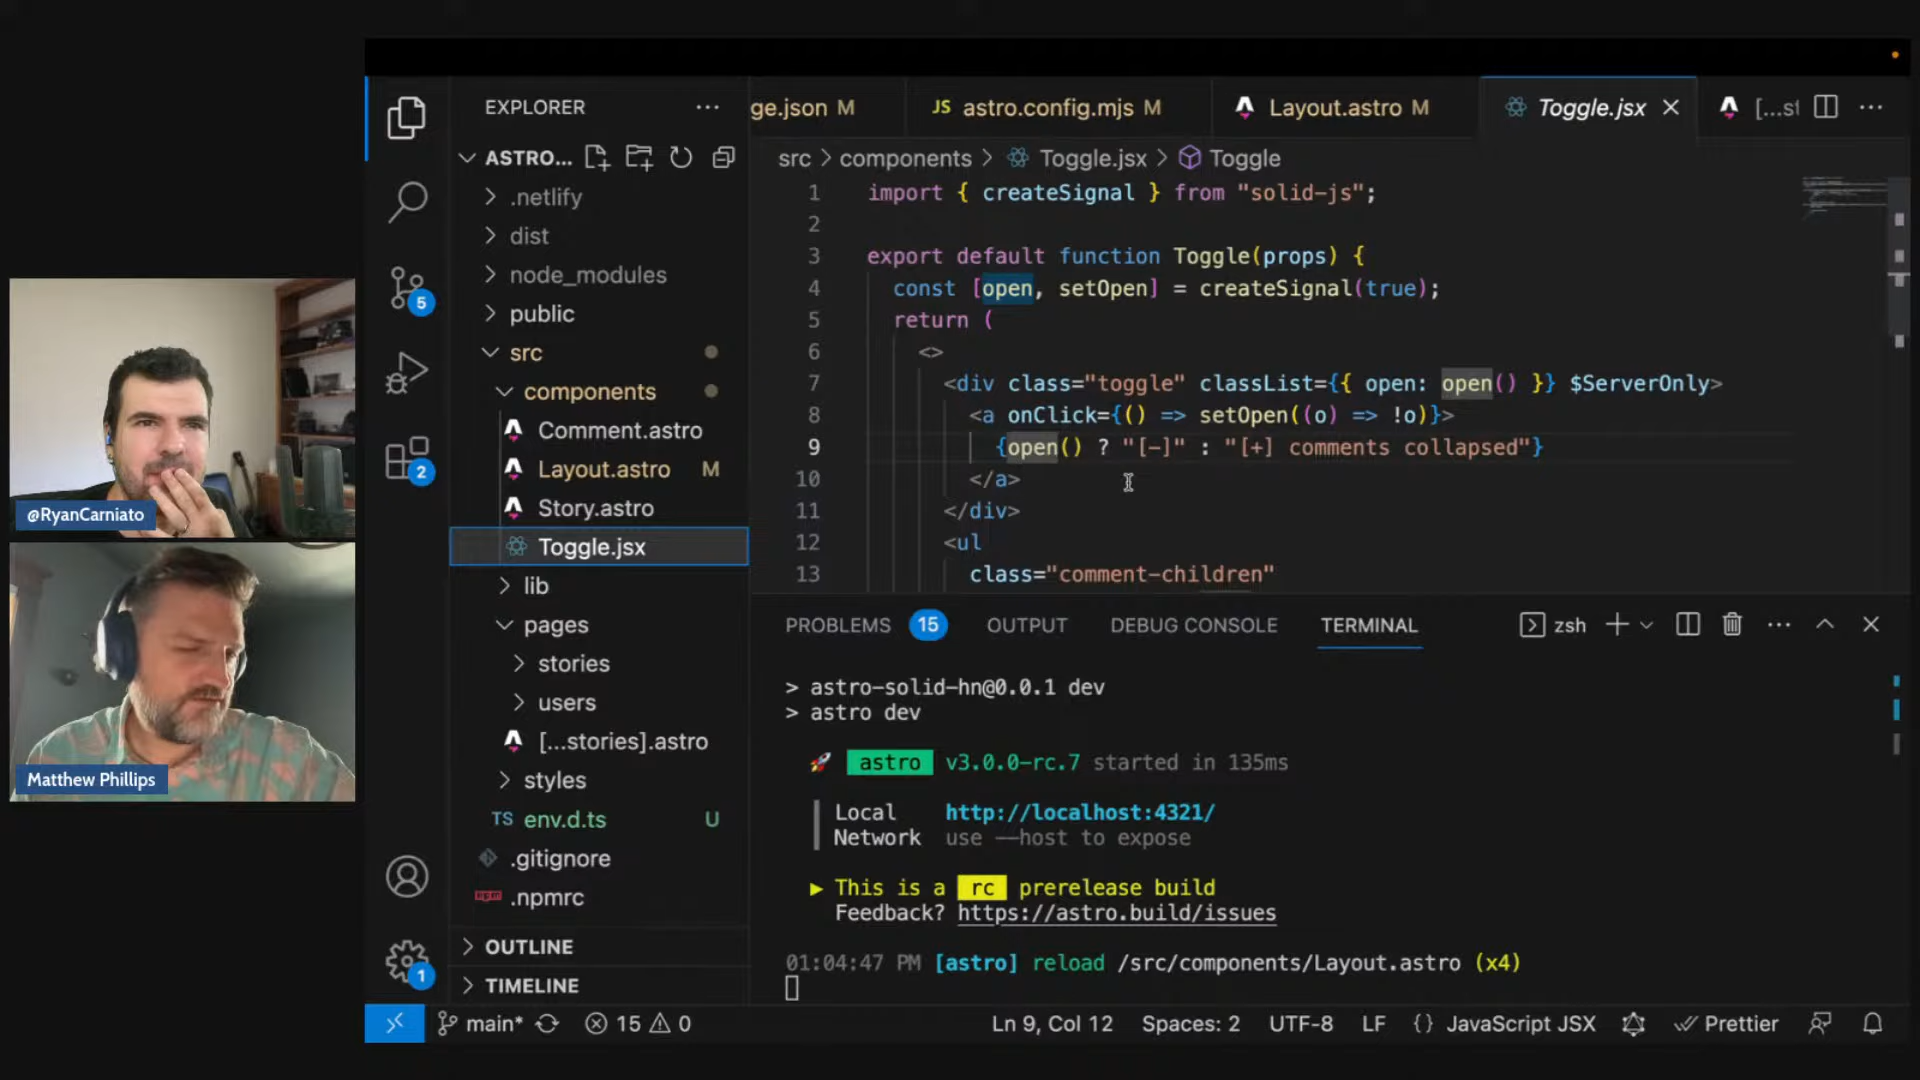 EXPLORER
ge.json M
JS astro.config.mjs M
Layout.astro M
Toggle.jsx
[...st
ASTRO...
src > components > Toggle.jsx > Toggle
.netlify
dist
node_modules
public
src
components
Comment.astro
Layout.astro M
Story.astro
Toggle.jsx
lib
pages
stories
users
[...stories].astro
styles
TS env.d.ts U
.gitignore
npm .npmrc
OUTLINE
TIMELINE
5
2
1
1 import { createSignal } from "solid-js";
2
3 export default function Toggle(props) {
4 const [open, setOpen] = createSignal(true);
5 return (
6 <>
7 <div class="toggle" classList={{ open: open() }} $ServerOnly>
8 <a onClick={() => setOpen((o) => !o)}>
9 {open() ? "[-]" : "[+] comments collapsed"}
10 </a>
11 </div>
12 <ul
13 class="comment-children"
PROBLEMS 15 OUTPUT DEBUG CONSOLE TERMINAL
zsh
> astro-solid-hn@0.0.1 dev
> astro dev
🚀 astro v3.0.0-rc.7 started in 135ms
Local http://localhost:4321/
Network use --host to expose
▶ This is a rc prerelease build
Feedback? https://astro.build/issues
01:04:47 PM [astro] reload /src/components/Layout.astro (x4)
main* 15 0
Ln 9, Col 12 Spaces: 2 UTF-8 LF {} JavaScript JSX Prettier
@RyanCarniato
Matthew Phillips